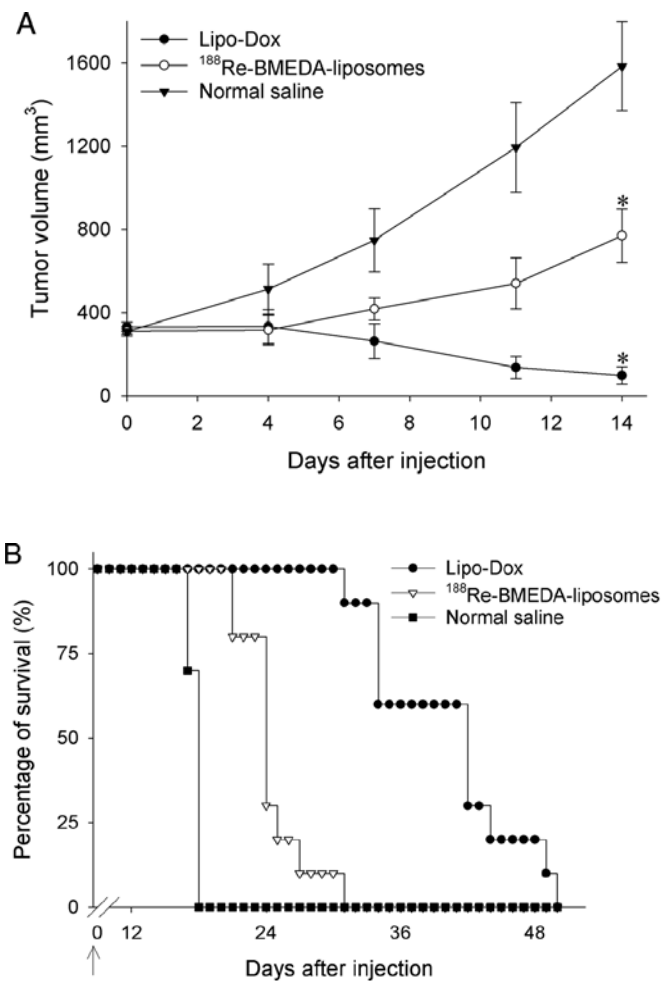 A
Lipo-Dox
188Re-BMEDA-liposomes
Normal saline
Tumor volume (mm3)
1600
1200
800
400
0
*
*
0 2 4 6 8 10 12 14
Days after injection
B
Lipo-Dox
188Re-BMEDA-liposomes
Normal saline
Percentage of survival (%)
100
75
50
25
0
0 12 24 36 48
Days after injection